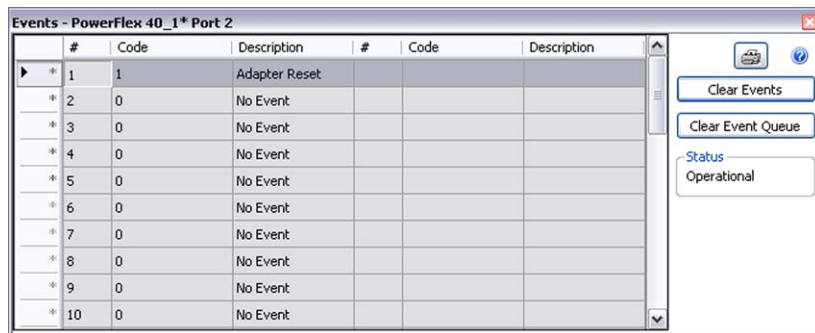 Events - PowerFlex 40_1* Port 2
# Code Description # Code Description
* 1 1 Adapter Reset
* 2 0 No Event
* 3 0 No Event
* 4 0 No Event
* 5 0 No Event
* 6 0 No Event
* 7 0 No Event
* 8 0 No Event
* 9 0 No Event
* 10 0 No Event
?
Clear Events
Clear Event Queue
Status
Operational